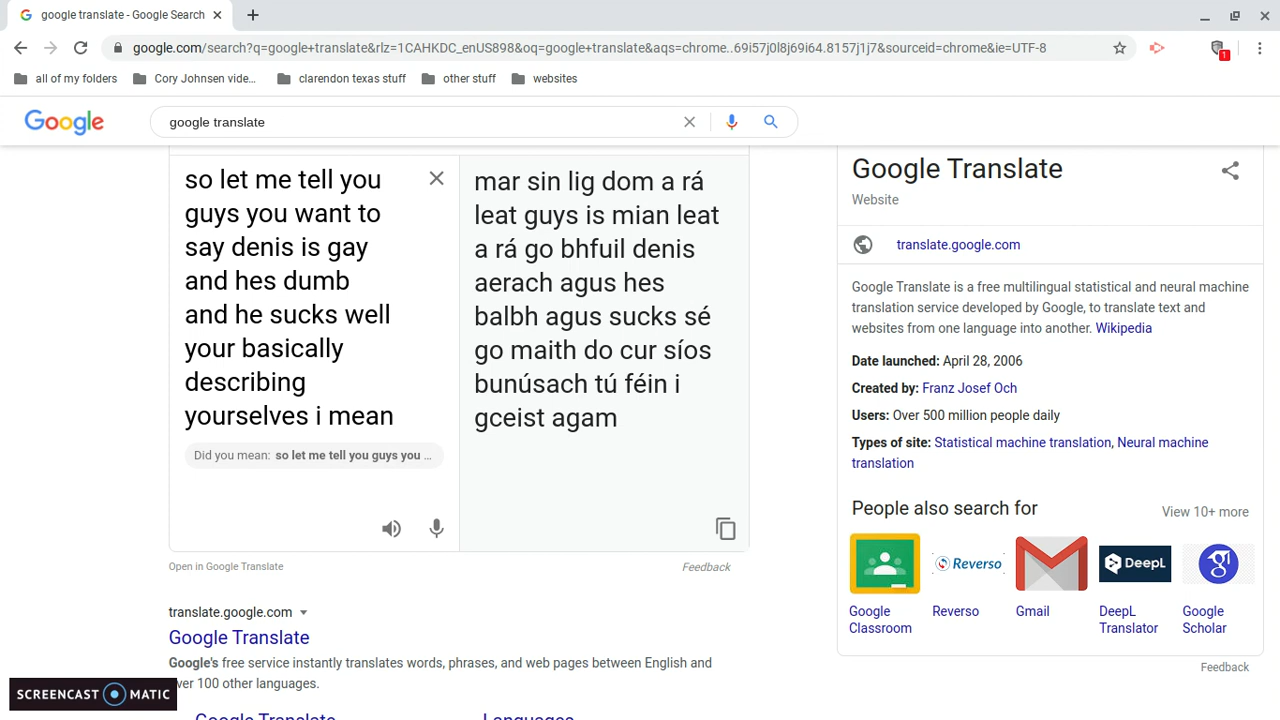 google translate - Google Search
google.com/search?q=google+translate&rlz=1CAHKDC_enUS898&oq=google+translate&aqs=chrome..69i57j0l8j69i64.8157j1j7&sourceid=chrome&ie=UTF-8
1
all of my folders
Cory Johnsen vide...
clarendon texas stuff
other stuff
websites
Google
google translate
so let me tell you
guys you want to
say denis is gay
and hes dumb
and he sucks well
your basically
describing
yourselves i mean
Did you mean: so let me tell you guys you ...
mar sin lig dom a rá
leat guys is mian leat
a rá go bhfuil denis
aerach agus hes
balbh agus sucks sé
go maith do cur síos
bunúsach tú féin i
gceist agam
Open in Google Translate
Feedback
translate.google.com
Google Translate
Google's free service instantly translates words, phrases, and web pages between English and
over 100 other languages.
Google Translate
Languages
Google Translate
Website
translate.google.com
Google Translate is a free multilingual statistical and neural machine
translation service developed by Google, to translate text and
websites from one language into another. Wikipedia
Date launched: April 28, 2006
Created by: Franz Josef Och
Users: Over 500 million people daily
Types of site: Statistical machine translation, Neural machine
translation
People also search for
View 10+ more
Reverso
DeepL
g
Google
Classroom
Reverso
Gmail
DeepL
Translator
Google
Scholar
Feedback
SCREENCAST MATIC